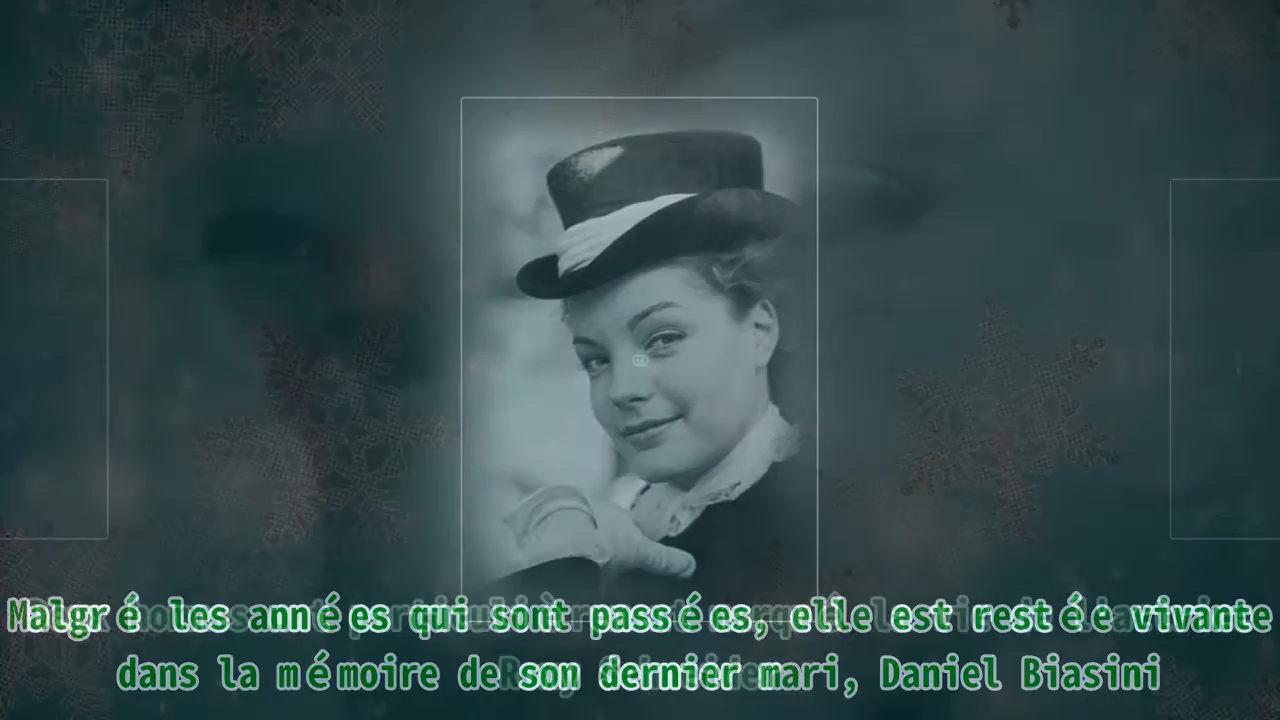 Malgré les années qui sont passées, elle est restée vivante
dans la mémoire de son dernier mari, Daniel Biasini